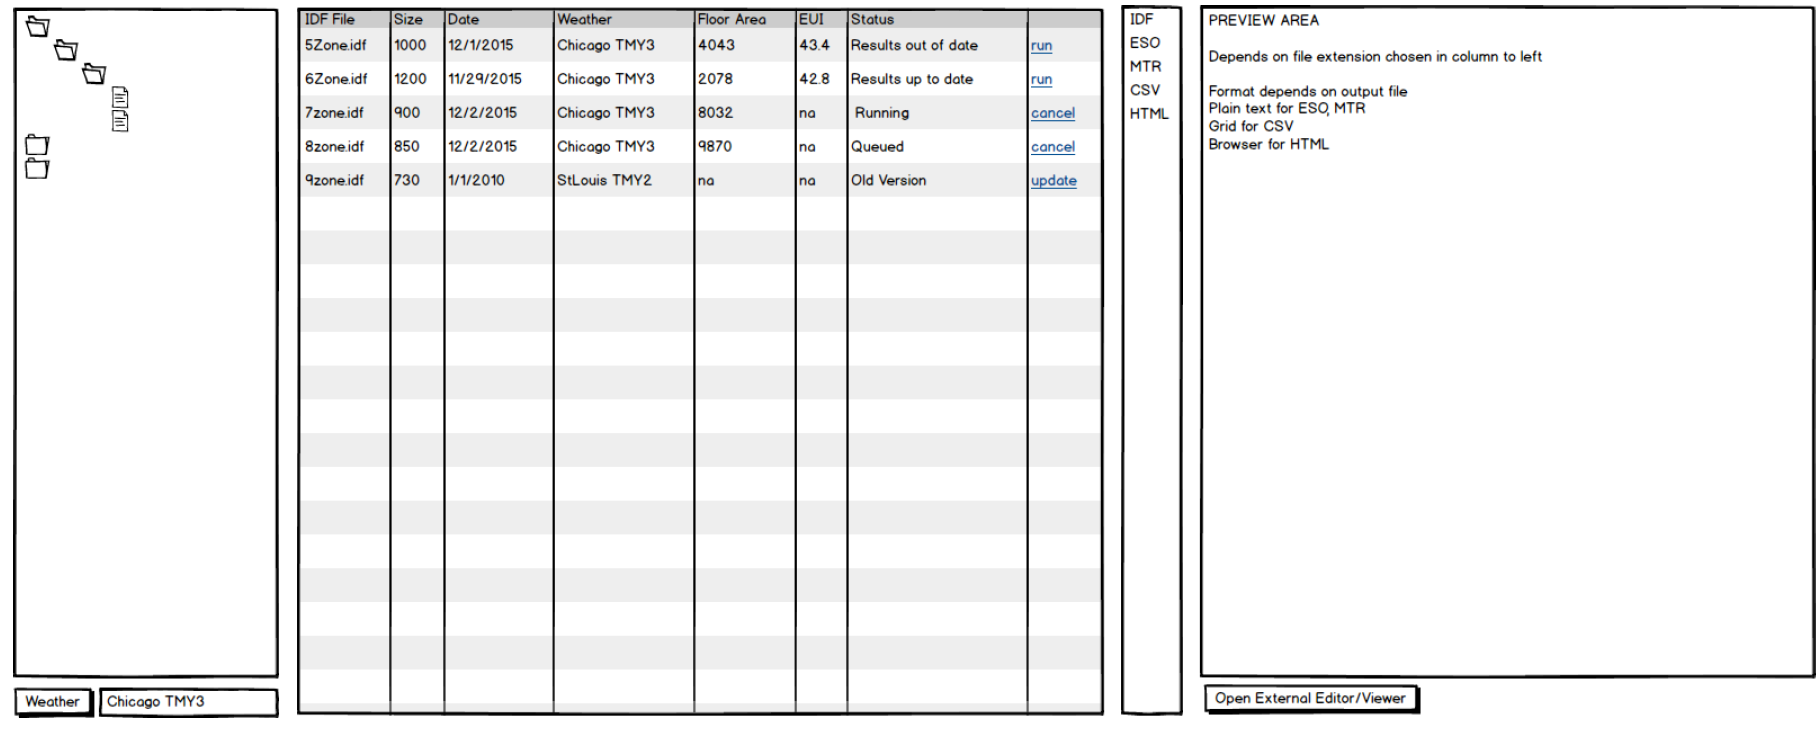 IDF File Size Date Weather Floor Area EUI Status
5Zone.idf 1000 12/1/2015 Chicago TMY3 4043 43.4 Results out of date run
6Zone.idf 1200 11/29/2015 Chicago TMY3 2078 42.8 Results up to date run
7zone.idf 900 12/2/2015 Chicago TMY3 8032 na Running cancel
8zone.idf 850 12/2/2015 Chicago TMY3 9870 na Queued cancel
9zone.idf 730 1/1/2010 StLouis TMY2 na na Old Version update
IDF
ESO
MTR
CSV
HTML
PREVIEW AREA
Depends on file extension chosen in column to left
Format depends on output file
Plain text for ESO, MTR
Grid for CSV
Browser for HTML
Weather Chicago TMY3
Open External Editor/Viewer